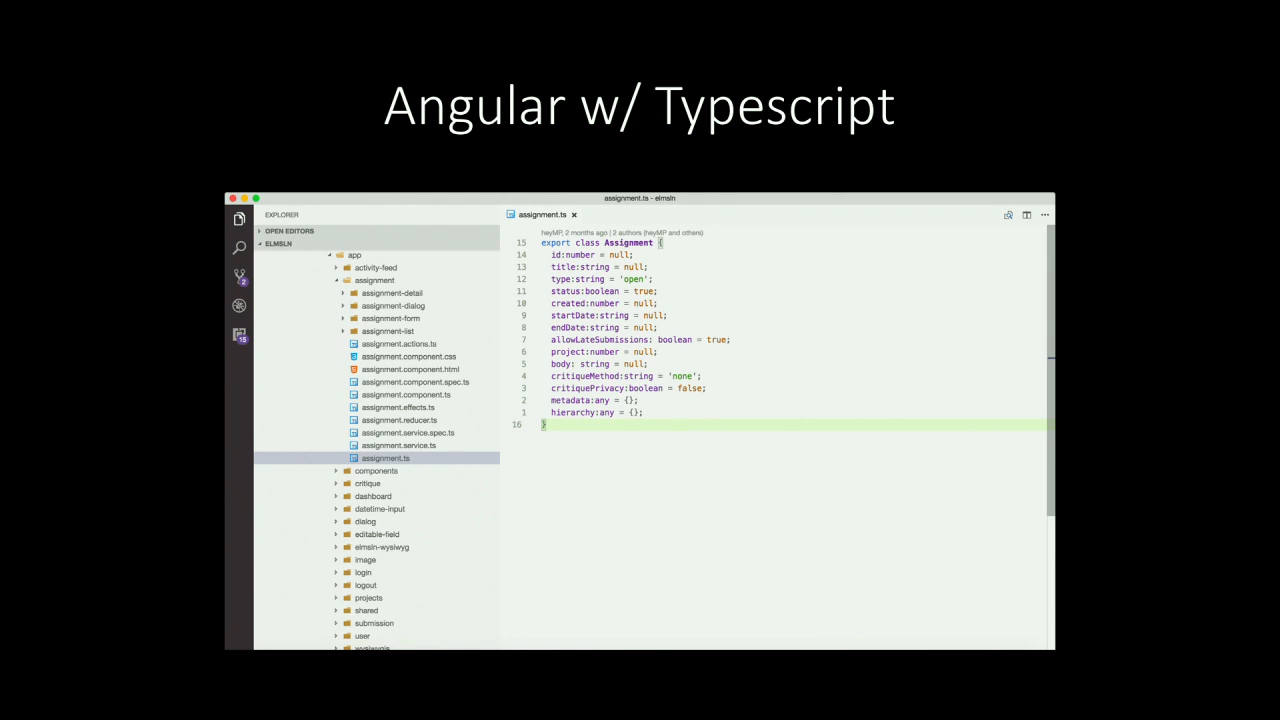 Angular w/ Typescript
assignment.ts - elmsln
EXPLORER
OPEN EDITORS
ELMSLN
app
activity-feed
assignment
assignment-detail
assignment-dialog
assignment-form
assignment-list
assignment.actions.ts
assignment.component.css
assignment.component.html
assignment.component.spec.ts
assignment.component.ts
assignment.effects.ts
assignment.reducer.ts
assignment.service.spec.ts
assignment.service.ts
assignment.ts
components
critique
dashboard
datetime-input
dialog
editable-field
elmsln-wysiwyg
image
login
logout
projects
shared
submission
user
wysiwygjs
2
15
assignment.ts
heyMP, 2 months ago | 2 authors (heyMP and others)
15 export class Assignment {
14 id:number = null;
13 title:string = null;
12 type:string = 'open';
11 status:boolean = true;
10 created:number = null;
9 startDate:string = null;
8 endDate:string = null;
7 allowLateSubmissions: boolean = true;
6 project:number = null;
5 body: string = null;
4 critiqueMethod:string = 'none';
3 critiquePrivacy:boolean = false;
2 metadata:any = {};
1 hierarchy:any = {};
16 }